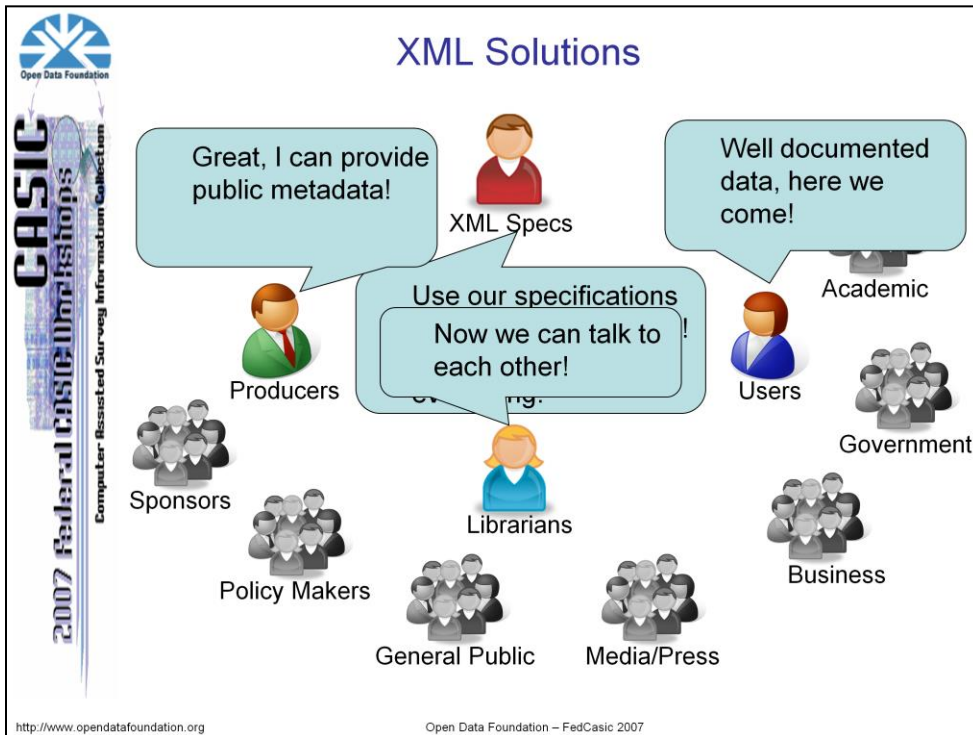 XML Solutions
Open Data Foundation
2007 Federal CASIC Workshops
Computer Assisted Survey Information Collection
Great, I can provide
public metadata!
XML Specs
Well documented
data, here we
come!
Use our specifications
!
Now we can talk to
each other!
Producers
Users
Academic
Government
Sponsors
Librarians
Policy Makers
Business
General Public
Media/Press
http://www.opendatafoundation.org
Open Data Foundation – FedCasic 2007